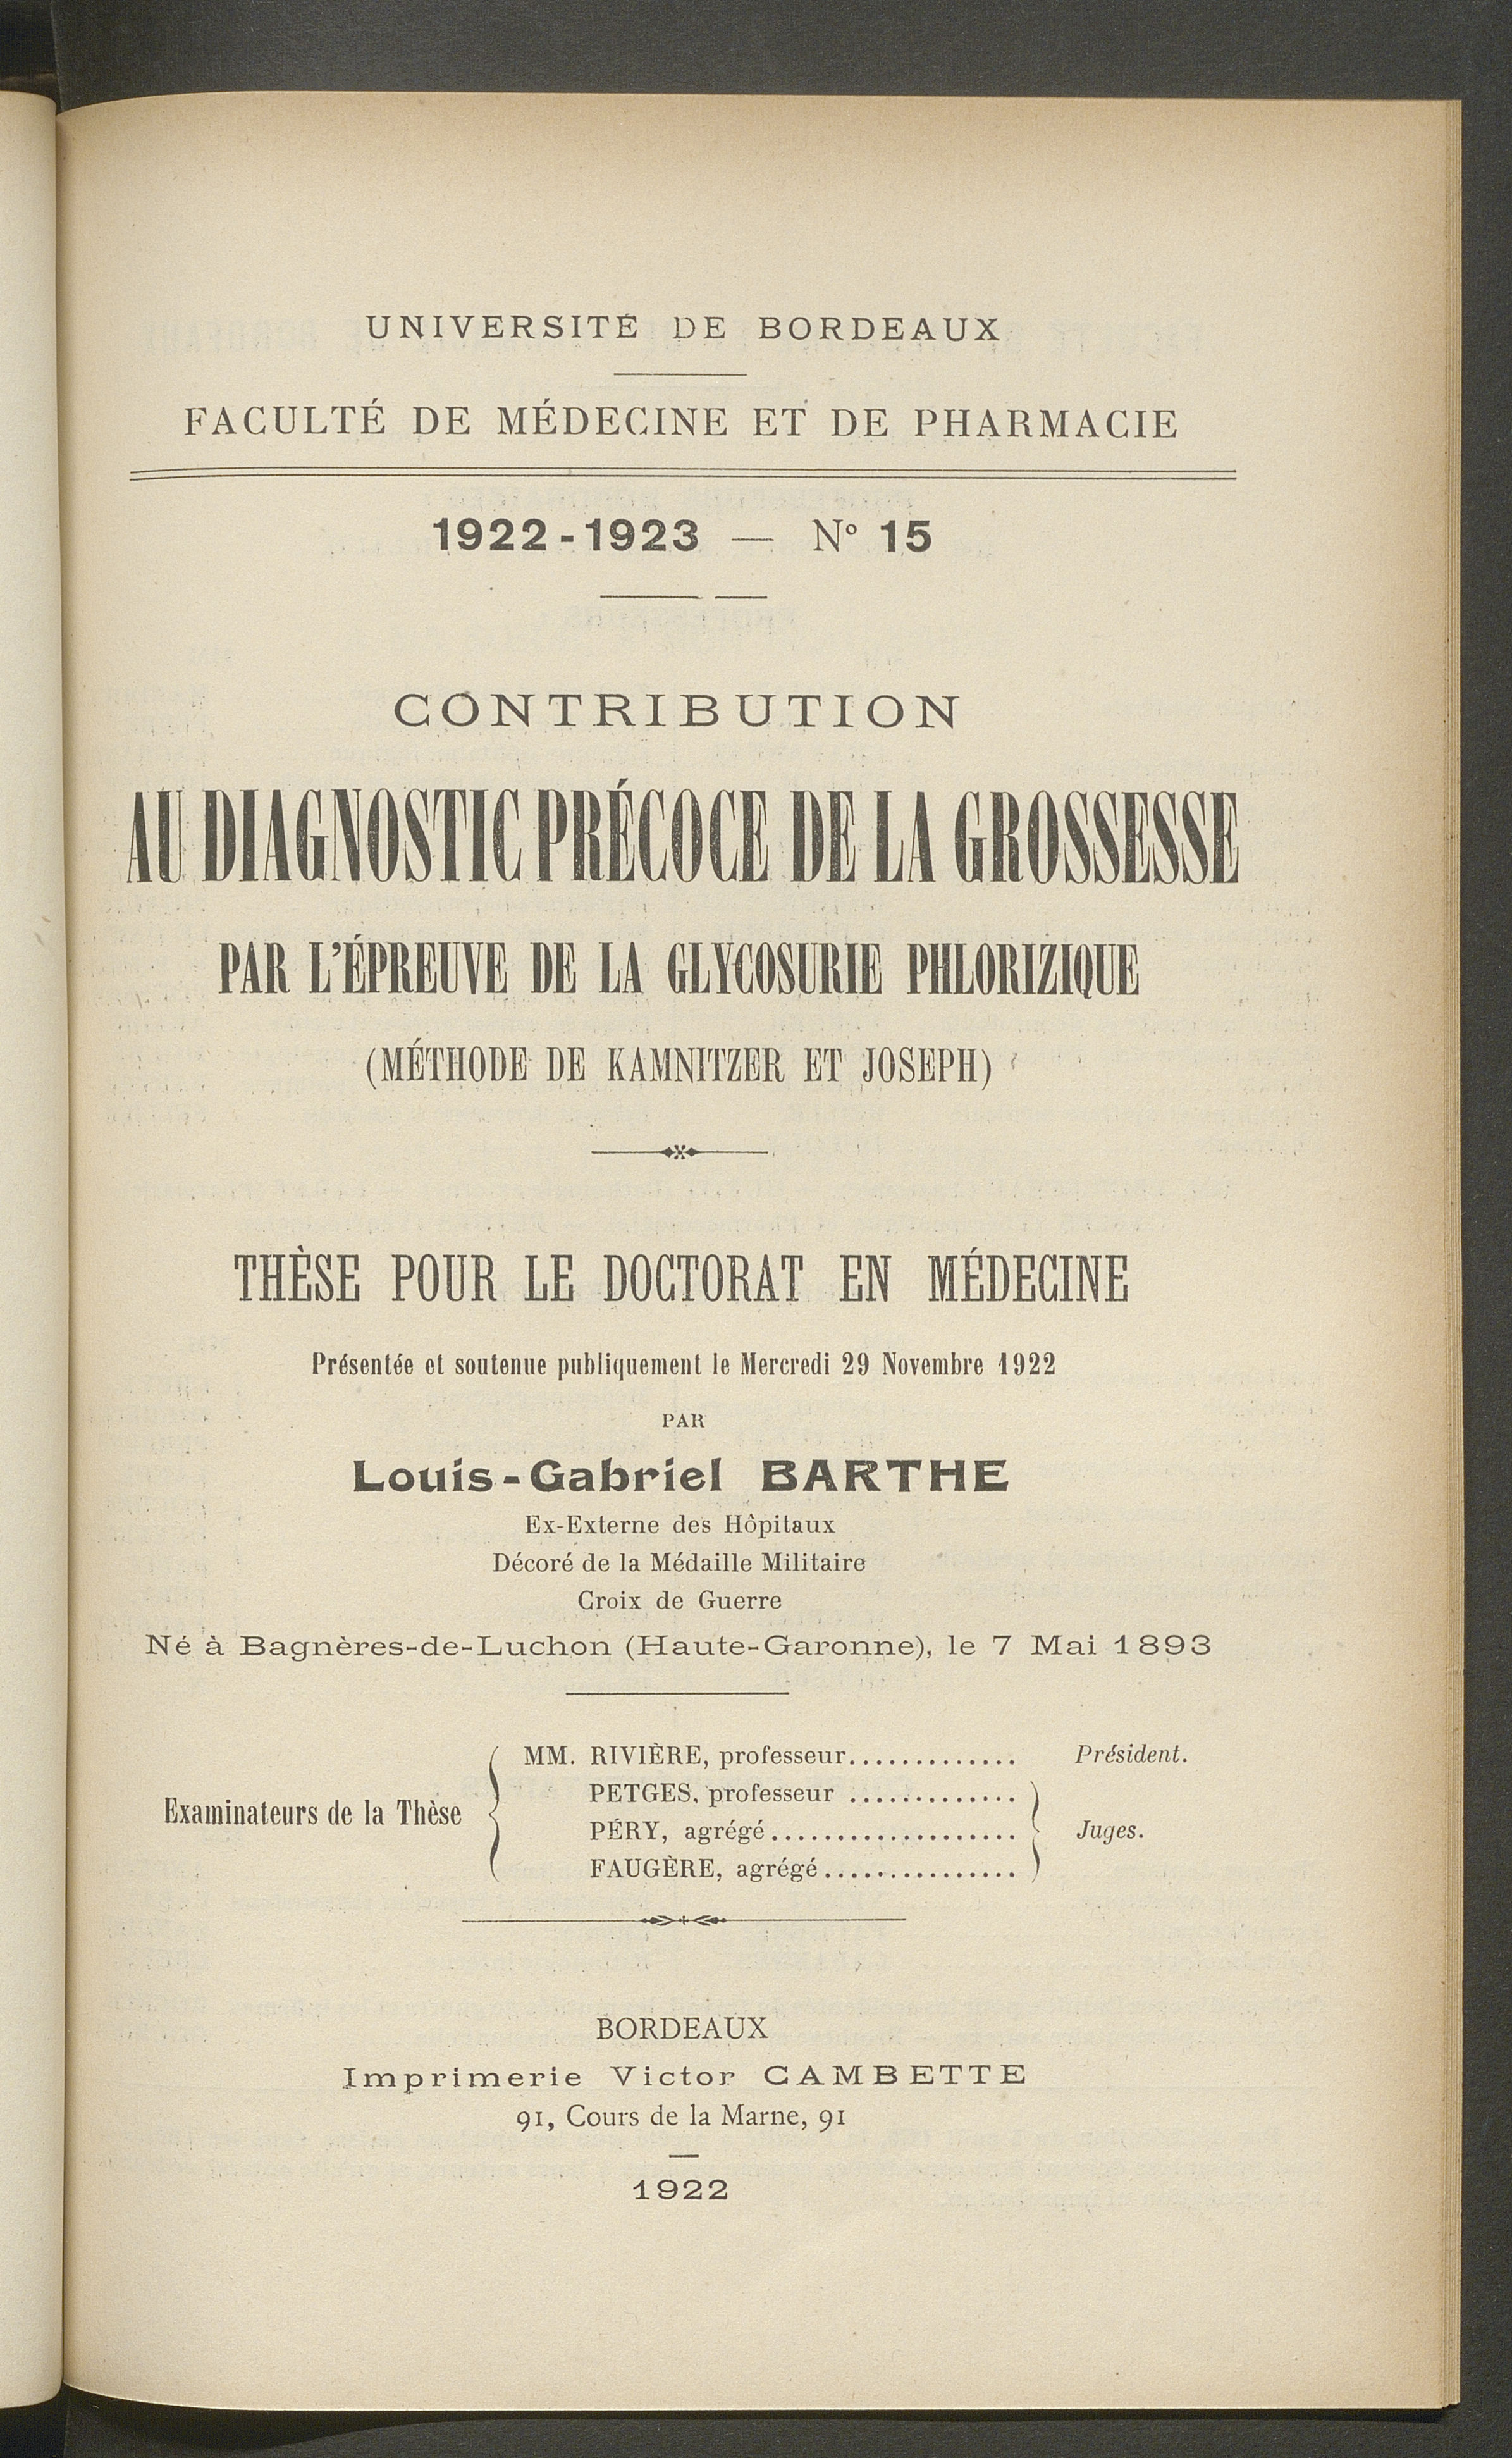 UNIVERSITÉ DE BORDEAUX
FACULTÉ DE MÉDECINE ET DE PHARMACIE
1922-1923 — N° 15
CONTRIBUTION
AU DIAGNOSTIC PRÉCOCE DE LA GROSSESSE
PAR L'ÉPREUVE DE LA GLYCOSURIE PHLORIZIQUE
(MÉTHODE DE KAMNITZER ET JOSEPH)
THÈSE POUR LE DOCTORAT EN MÉDECINE
Présentée et soutenue publiquement le Mercredi 29 Novembre 1922
PAR
Louis-Gabriel BARTHE
Ex-Externe des Hôpitaux
Décoré de la Médaille Militaire
Croix de Guerre
Né à Bagnères-de-Luchon (Haute-Garonne), le 7 Mai 1893
Examinateurs de la Thèse
MM. RIVIÈRE, professeur............. Président.
PETGES, professeur .............
PÉRY, agrégé................... Juges.
FAUGÈRE, agrégé...............
BORDEAUX
Imprimerie Victor CAMBETTE
91, Cours de la Marne, 91
1922